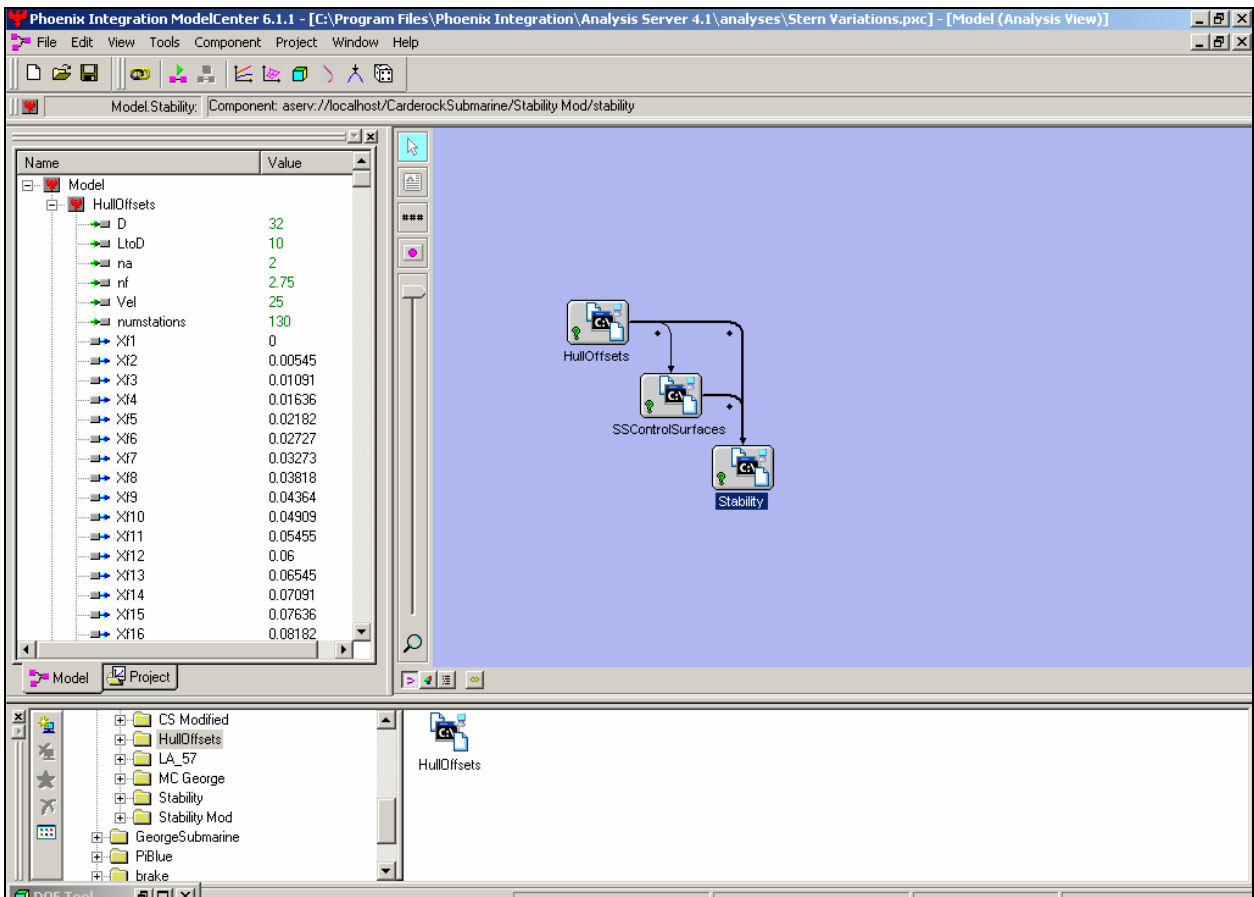 Phoenix Integration ModelCenter 6.1.1 - [C:\Program Files\Phoenix Integration\Analysis Server 4.1\analyses\Stern Variations.pxc] - [Model (Analysis View)]
File Edit View Tools Component Project Window Help
Model.Stability: Component: aserv://localhost/CarderockSubmarine/Stability Mod/stability
Name Value
Model
HullOffsets
D 32
LtoD 10
na 2
nf 2.75
Vel 25
numstations 130
Xf1 0
Xf2 0.00545
Xf3 0.01091
Xf4 0.01636
Xf5 0.02182
Xf6 0.02727
Xf7 0.03273
Xf8 0.03818
Xf9 0.04364
Xf10 0.04909
Xf11 0.05455
Xf12 0.06
Xf13 0.06545
Xf14 0.07091
Xf15 0.07636
Xf16 0.08182
Model Project
###
C:\
HullOffsets
C:\
SSControlSurfaces
C:\
Stability
CS Modified
HullOffsets
LA_57
MC George
Stability
Stability Mod
GeorgeSubmarine
PiBlue
brake
C:\
HullOffsets
DOE Tool